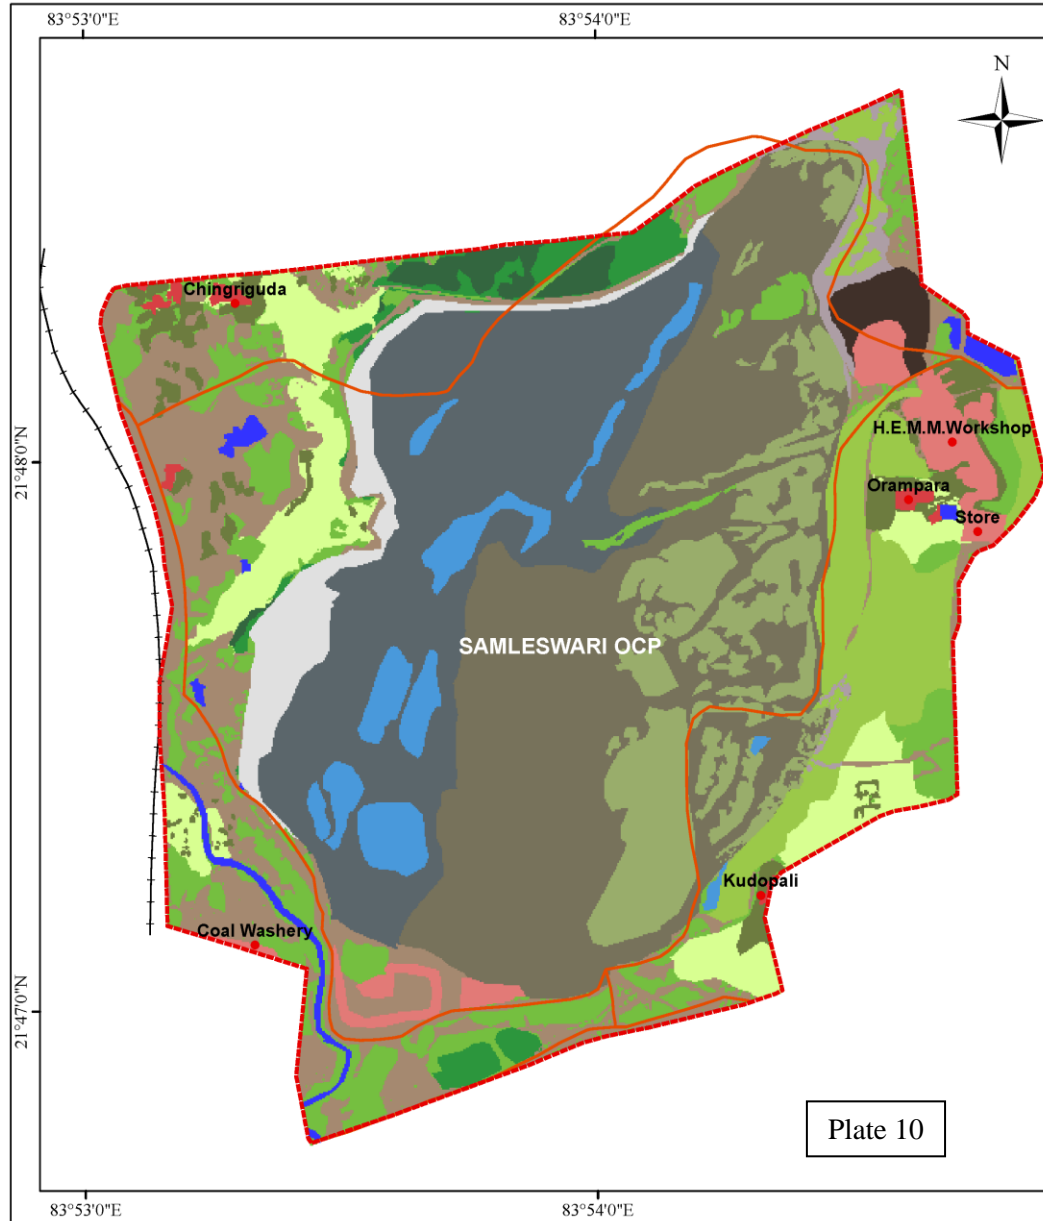 83°53'0"E
83°54'0"E
N
Chingriguda
21°48'0"N
H.E.M.M.Workshop
Orampara
Store
SAMLESWARI OCP
Kudopali
Coal Washery
21°47'0"N
Plate 10
83°53'0"E
83°54'0"E